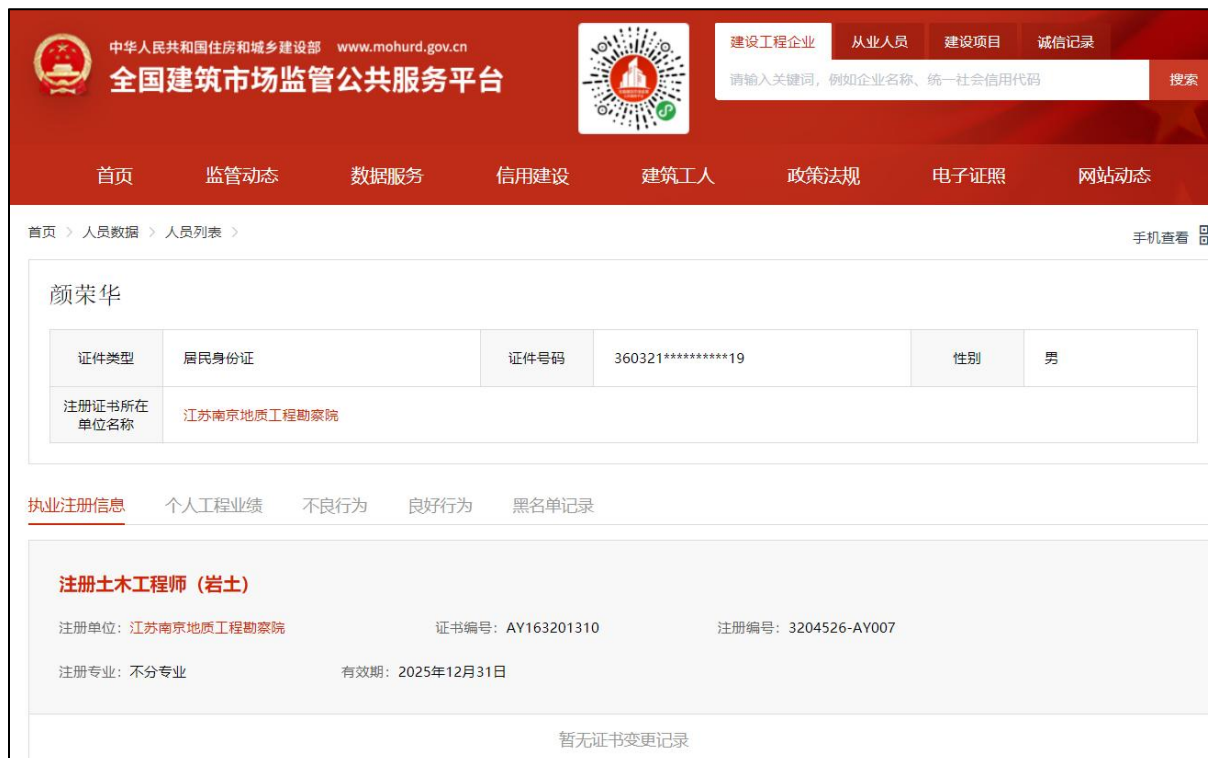 中华人民共和国住房和城乡建设部 www.mohurd.gov.cn
全国建筑市场监管公共服务平台
建设工程企业 从业人员 建设项目 诚信记录
请输入关键词，例如企业名称、统一社会信用代码 搜索
首页 监管动态 数据服务 信用建设 建筑工人 政策法规 电子证照 网站动态
首页 > 人员数据 > 人员列表 >
手机查看
颜荣华
证件类型 居民身份证 证件号码 360321**********19 性别 男
注册证书所在
单位名称 江苏南京地质工程勘察院
执业注册信息 个人工程业绩 不良行为 良好行为 黑名单记录
注册土木工程师（岩土）
注册单位：江苏南京地质工程勘察院 证书编号：AY163201310 注册编号：3204526-AY007
注册专业：不分专业 有效期：2025年12月31日
暂无证书变更记录